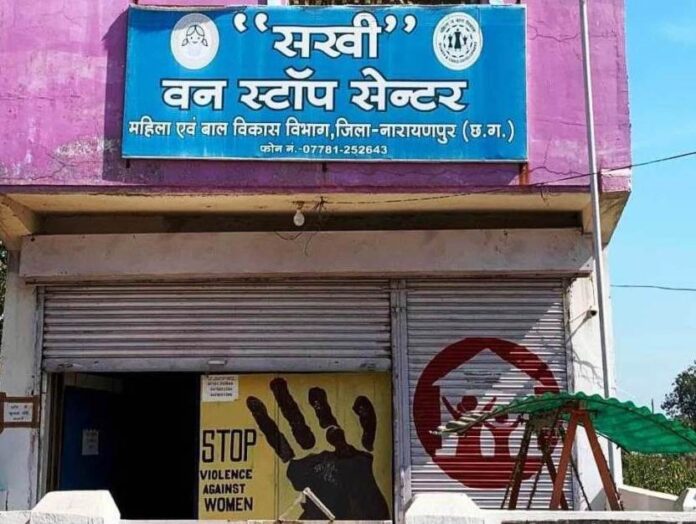 “सखी”
वन स्टॉप सेन्टर
महिला एवं बाल विकास विभाग,जिला-नारायणपुर (छ.ग.)
फोन नं.-07781-252643
STOP
VIOLENCE
AGAINST
WOMEN